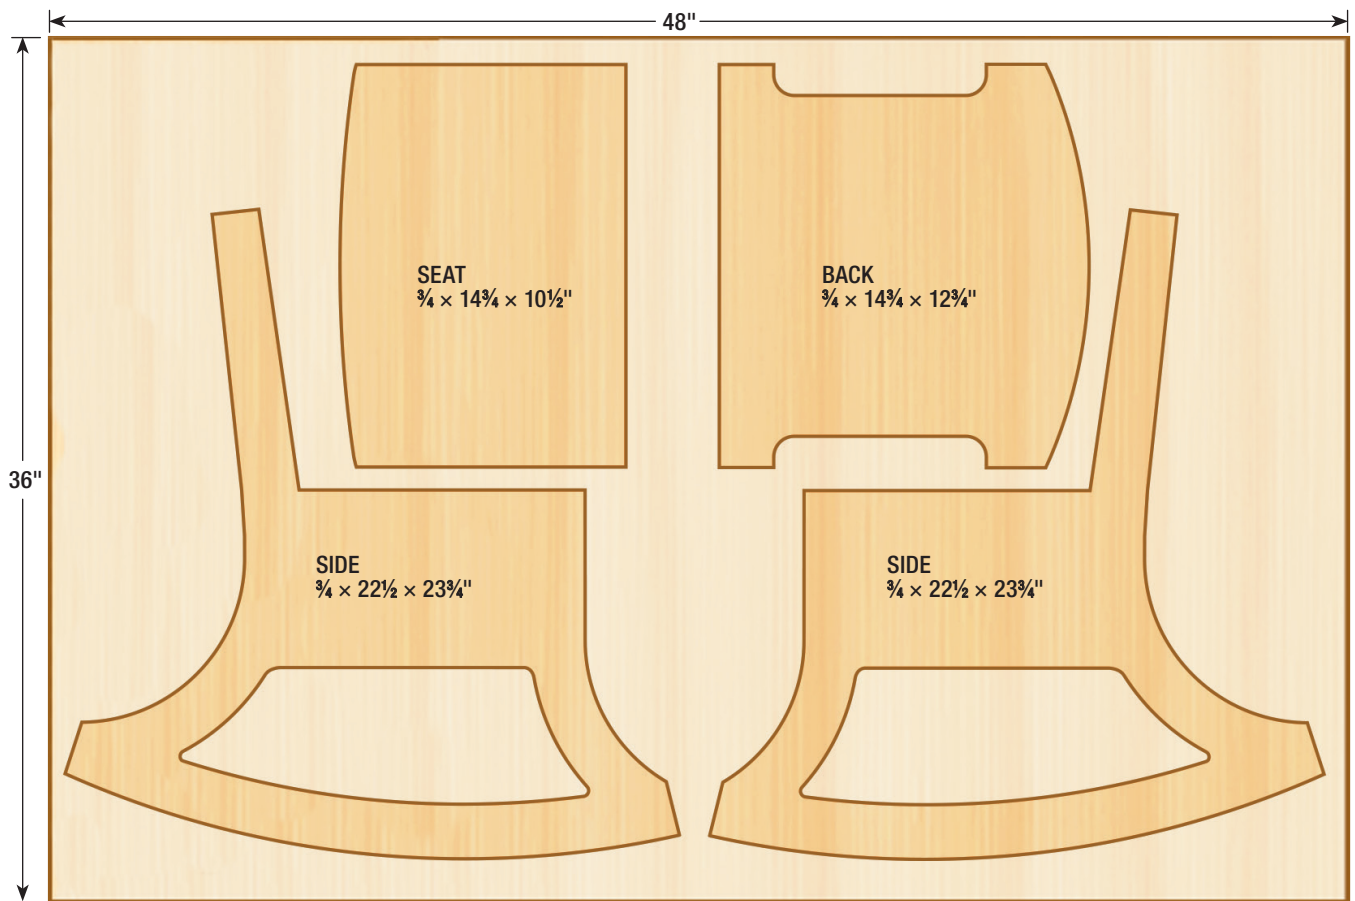 48"
36"
SEAT
¾ × 14¾ × 10½"
BACK
¾ × 14¾ × 12¾"
SIDE
¾ × 22½ × 23¾"
SIDE
¾ × 22½ × 23¾"